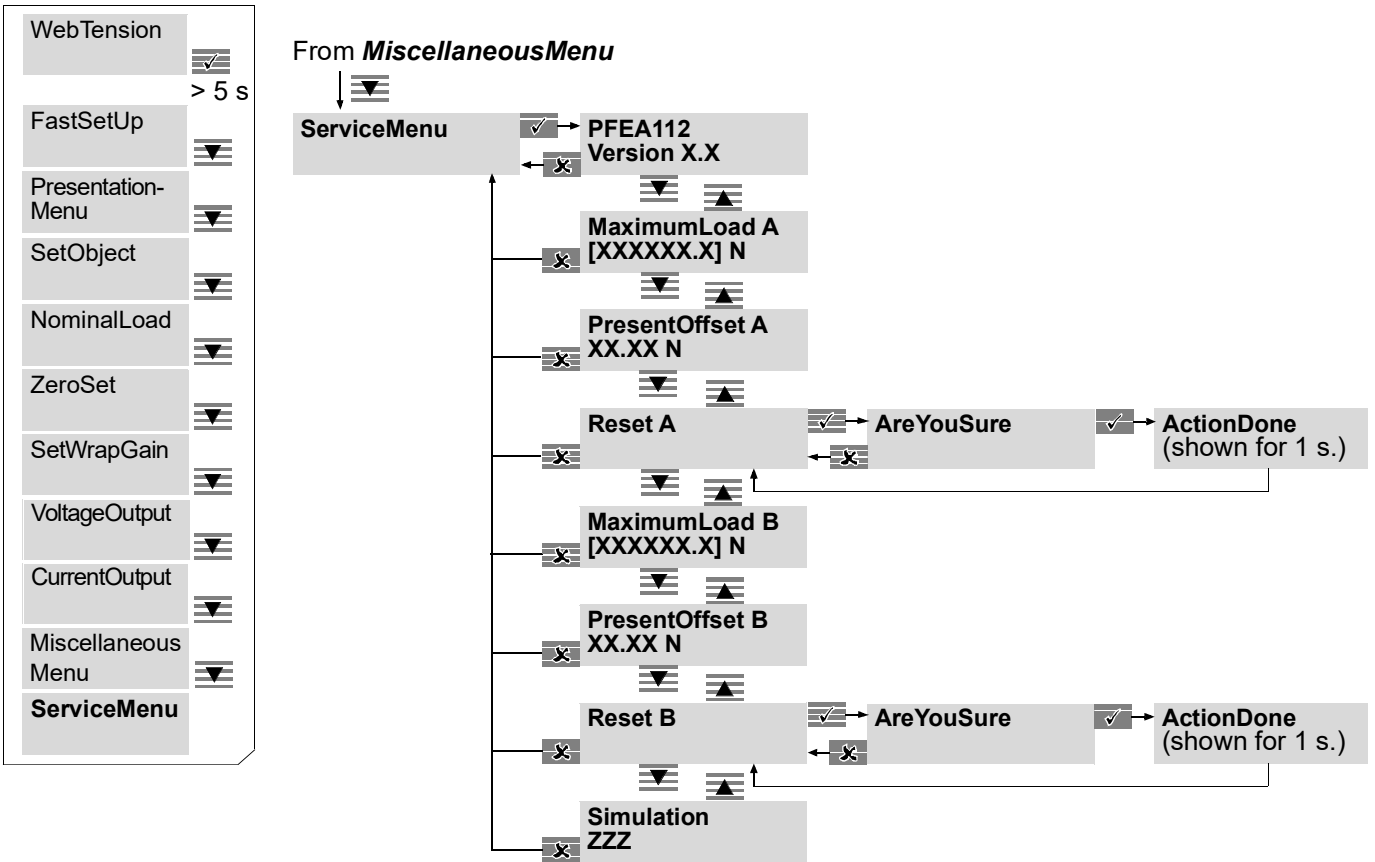 WebTension
> 5 s
FastSetUp
Presentation-
Menu
SetObject
NominalLoad
ZeroSet
SetWrapGain
VoltageOutput
CurrentOutput
Miscellaneous
Menu
ServiceMenu
From MiscellaneousMenu
ServiceMenu
PFEA112
Version X.X
MaximumLoad A
[XXXXXX.X] N
PresentOffset A
XX.XX N
Reset A
AreYouSure
ActionDone
(shown for 1 s.)
MaximumLoad B
[XXXXXX.X] N
PresentOffset B
XX.XX N
Reset B
AreYouSure
ActionDone
(shown for 1 s.)
Simulation
ZZZ